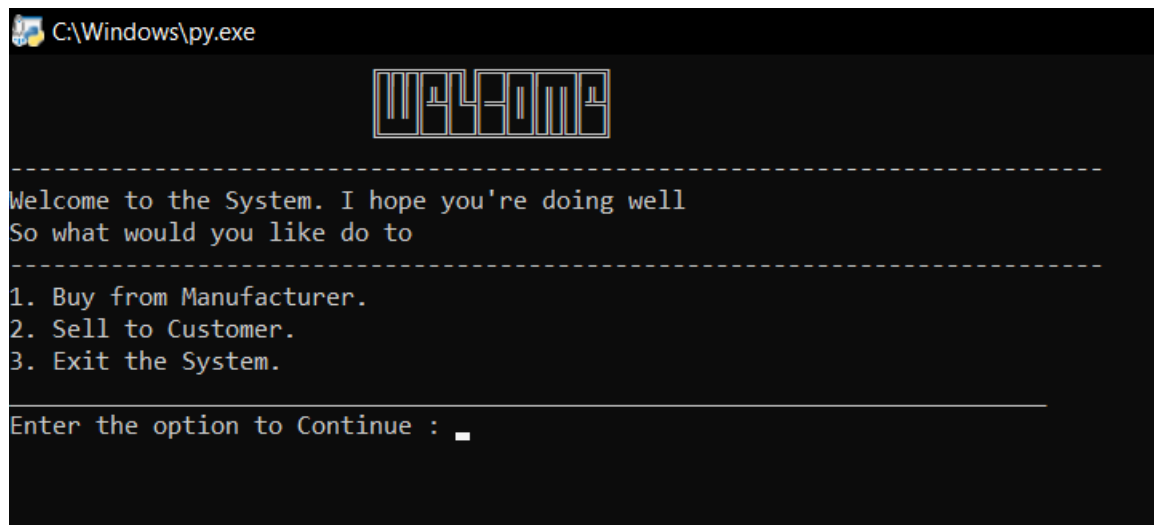 C:\Windows\py.exe
Welcome to the System. I hope you're doing well
So what would you like do to
1. Buy from Manufacturer.
2. Sell to Customer.
3. Exit the System.
Enter the option to Continue :